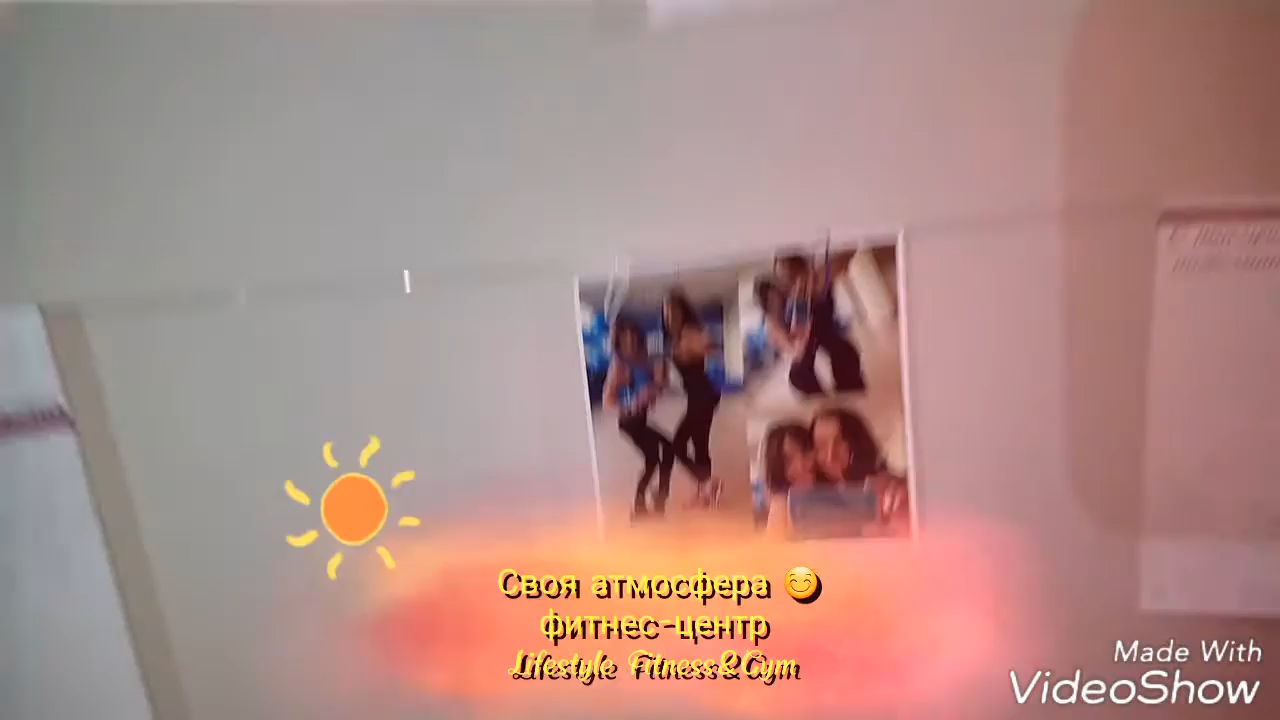 Своя атмосфера 😊
фитнес-центр
Lifestyle Fitness&Gym
Made With
VideoShow